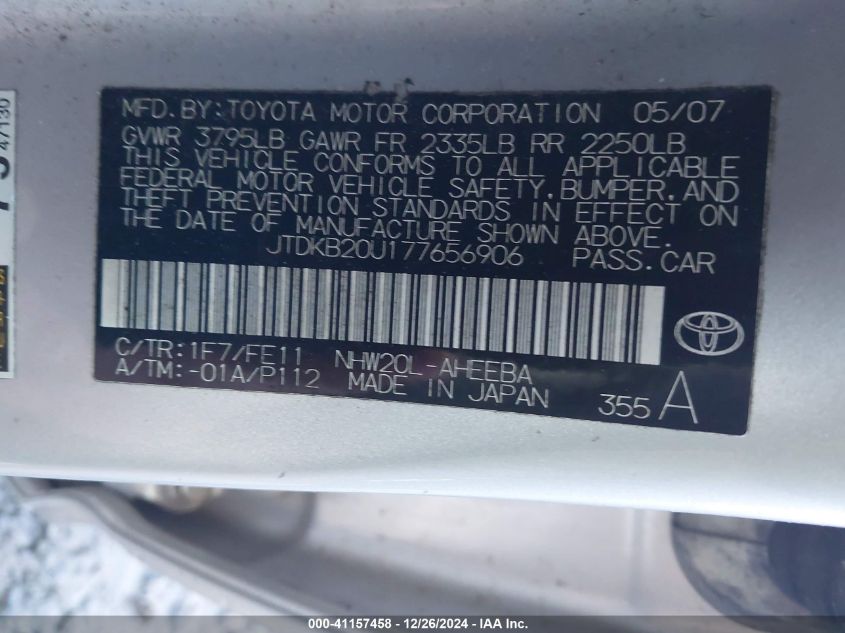 47130
MFD.BY:TOYOTA MOTOR CORPORATION 05/07
GVWR 3795LB GAWR FR 2335LB RR 2250LB
THIS VEHICLE CONFORMS TO ALL APPLICABLE
FEDERAL MOTOR VEHICLE SAFETY,BUMPER,AND
THEFT PREVENTION STANDARDS IN EFFECT ON
THE DATE OF MANUFACTURE SHOWN ABOVE.
JTDKB20U177656906 PASS.CAR
C/TR:1F7/FE11 NHW20L-AHEEBA
A/TM:-01A/P112 MADE IN JAPAN 355 A
000-41157458 - 12/26/2024 - IAA Inc.